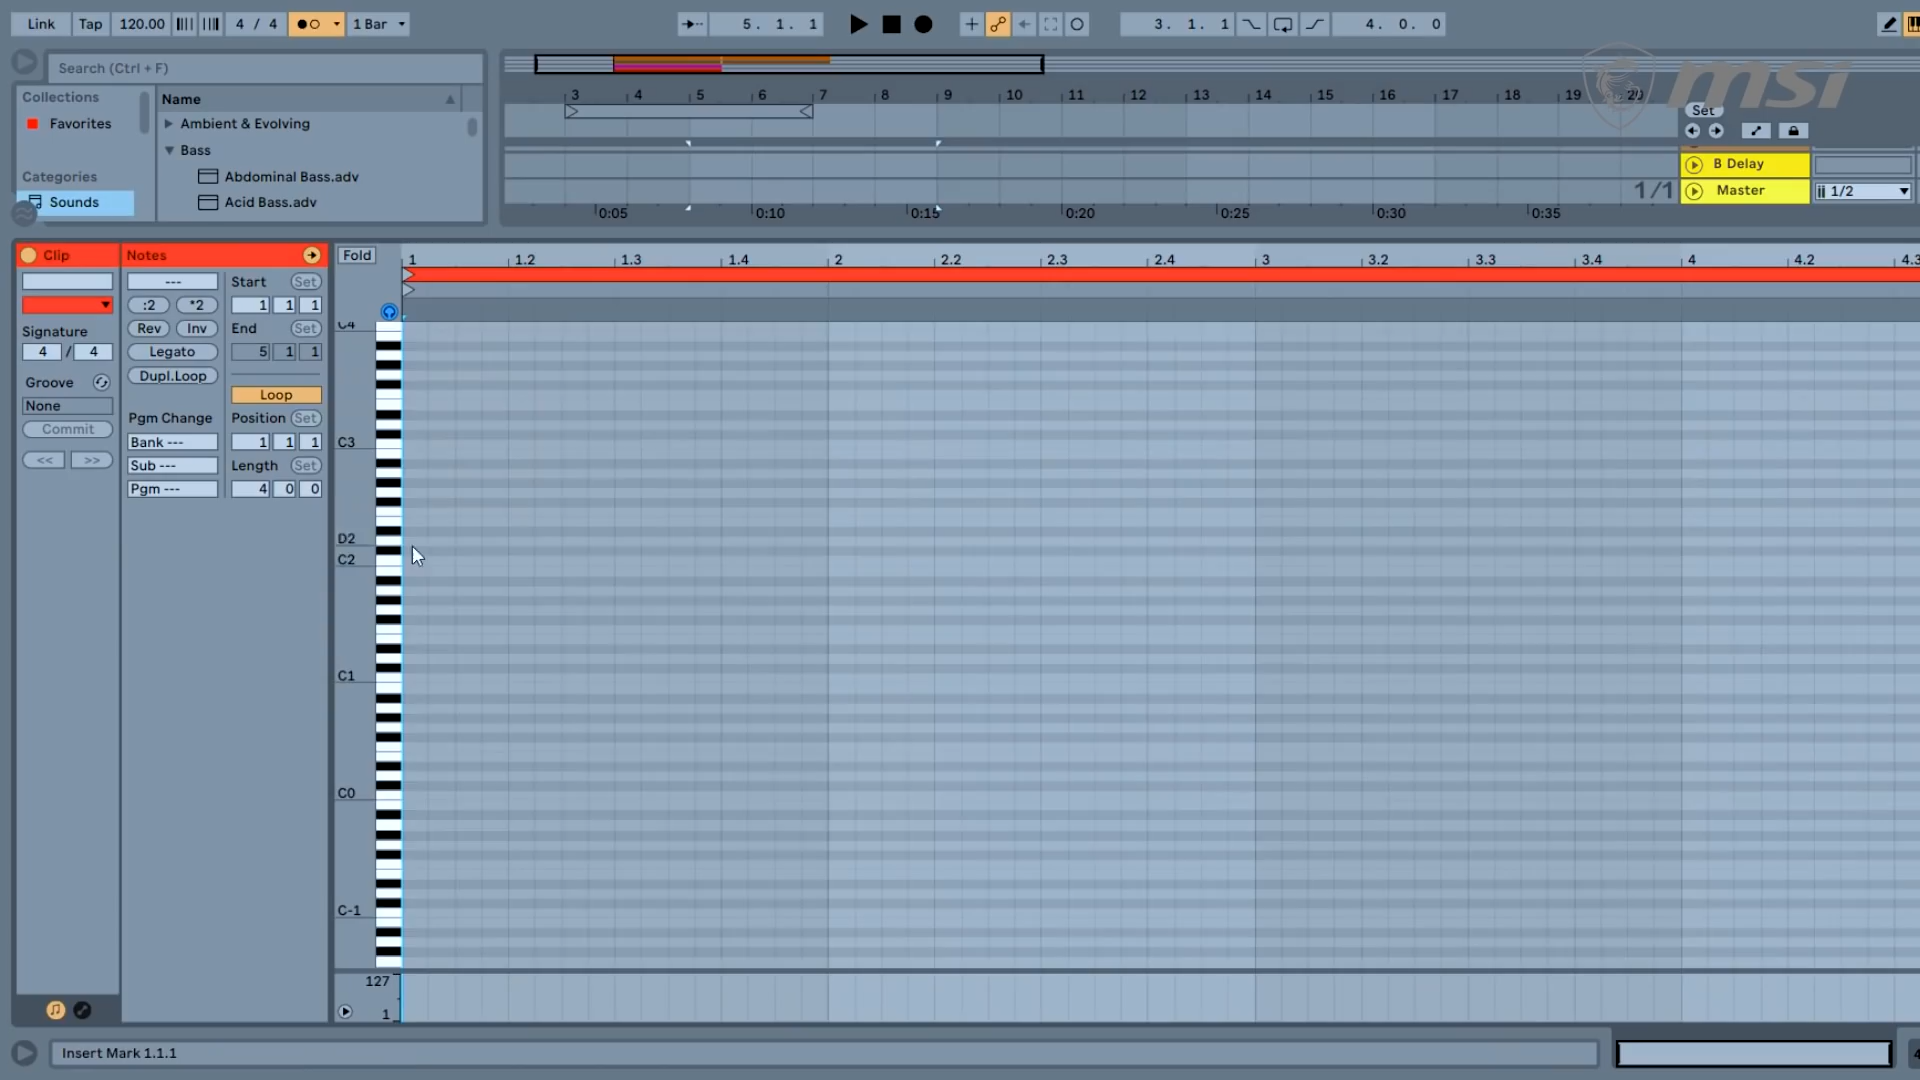 Link Tap 120.00 4 / 4 1 Bar 5. 1. 1 3. 1. 1 4. 0. 0
Search (Ctrl + F)
Collections
Favorites
Categories
Sounds
Name
Ambient & Evolving
Bass
Abdominal Bass.adv
Acid Bass.adv
3 4 5 6 7 8 9 10 11 12 13 14 15 16 17 18 19 20
msi
Set
B Delay
1/1 Master 1/2
0:05 0:10 0:15 0:20 0:25 0:30 0:35
Clip
Signature
4 / 4
Groove
None
Commit
<< >>
Notes
---
:2 *2
Rev Inv
Legato
Dupl.Loop
Pgm Change
Bank ---
Sub ---
Pgm ---
Start Set
1 1 1
End Set
5 1 1
Loop
Position Set
1 1 1
Length Set
4 0 0
Fold
1 1.2 1.3 1.4 2 2.2 2.3 2.4 3 3.2 3.3 3.4 4 4.2 4.3
C4
C3
D2
C2
C1
C0
C-1
127
1
Insert Mark 1.1.1